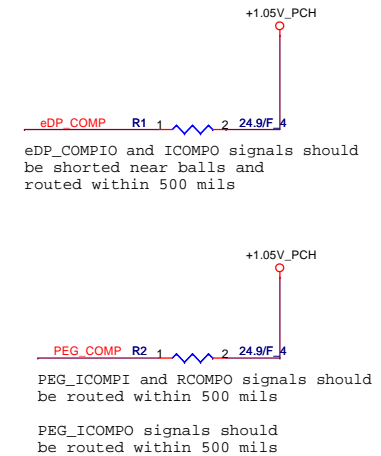 +1.05V_PCH
eDP_COMP R1 1 2 24.9/F_4
eDP_COMPIO and ICOMPO signals should
be shorted near balls and
routed within 500 mils
+1.05V_PCH
PEG_COMP R2 1 2 24.9/F_4
PEG_ICOMPI and RCOMPO signals should
be routed within 500 mils
PEG_ICOMPO signals should
be routed within 500 mils